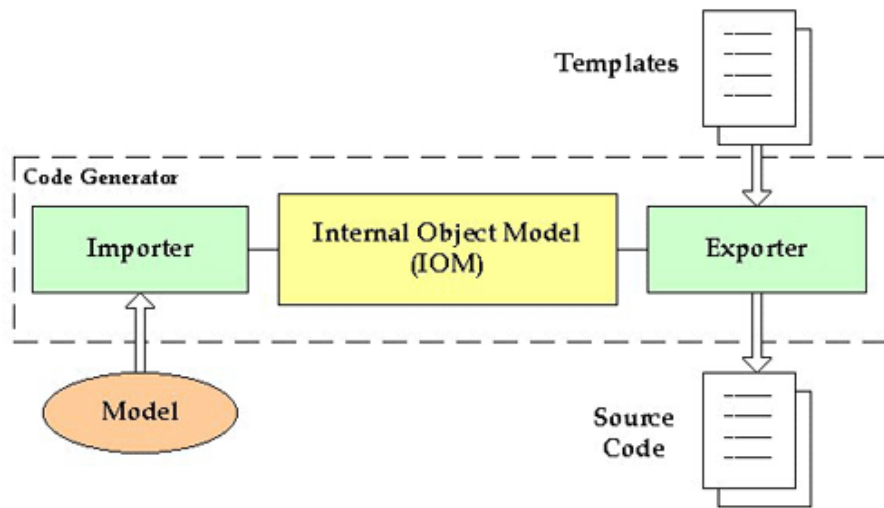 Templates
Code Generator
Importer
Internal Object Model
(IOM)
Exporter
Model
Source
Code